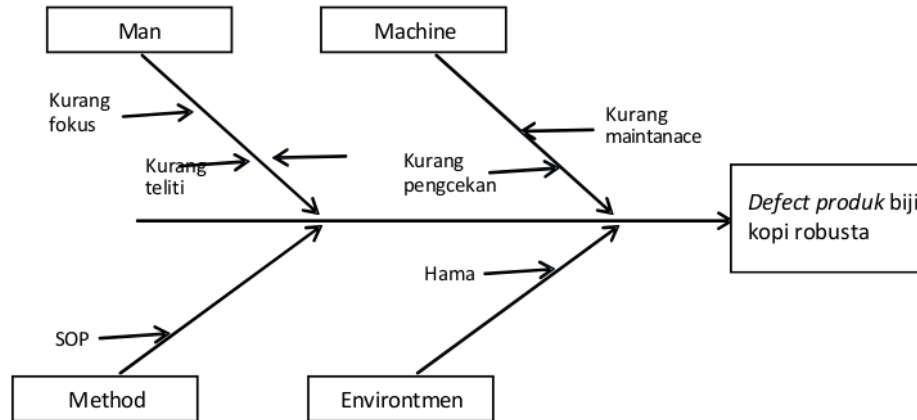 Man
Machine
Kurang
fokus
Kurang
teliti
Kurang
maintanace
Kurang
pengcekan
Defect produk biji
kopi robusta
Hama
SOP
Method
Environtmen